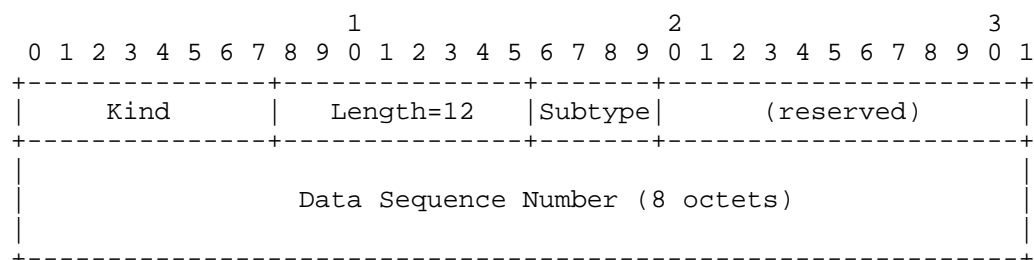 1                   2                   3
 0 1 2 3 4 5 6 7 8 9 0 1 2 3 4 5 6 7 8 9 0 1 2 3 4 5 6 7 8 9 0 1
+---------------+---------------+-------+----------------------+
|     Kind      |   Length=12   |Subtype|      (reserved)      |
+---------------+---------------+-------+----------------------+
|                                                              |
|                 Data Sequence Number (8 octets)              |
|                                                              |
+--------------------------------------------------------------+